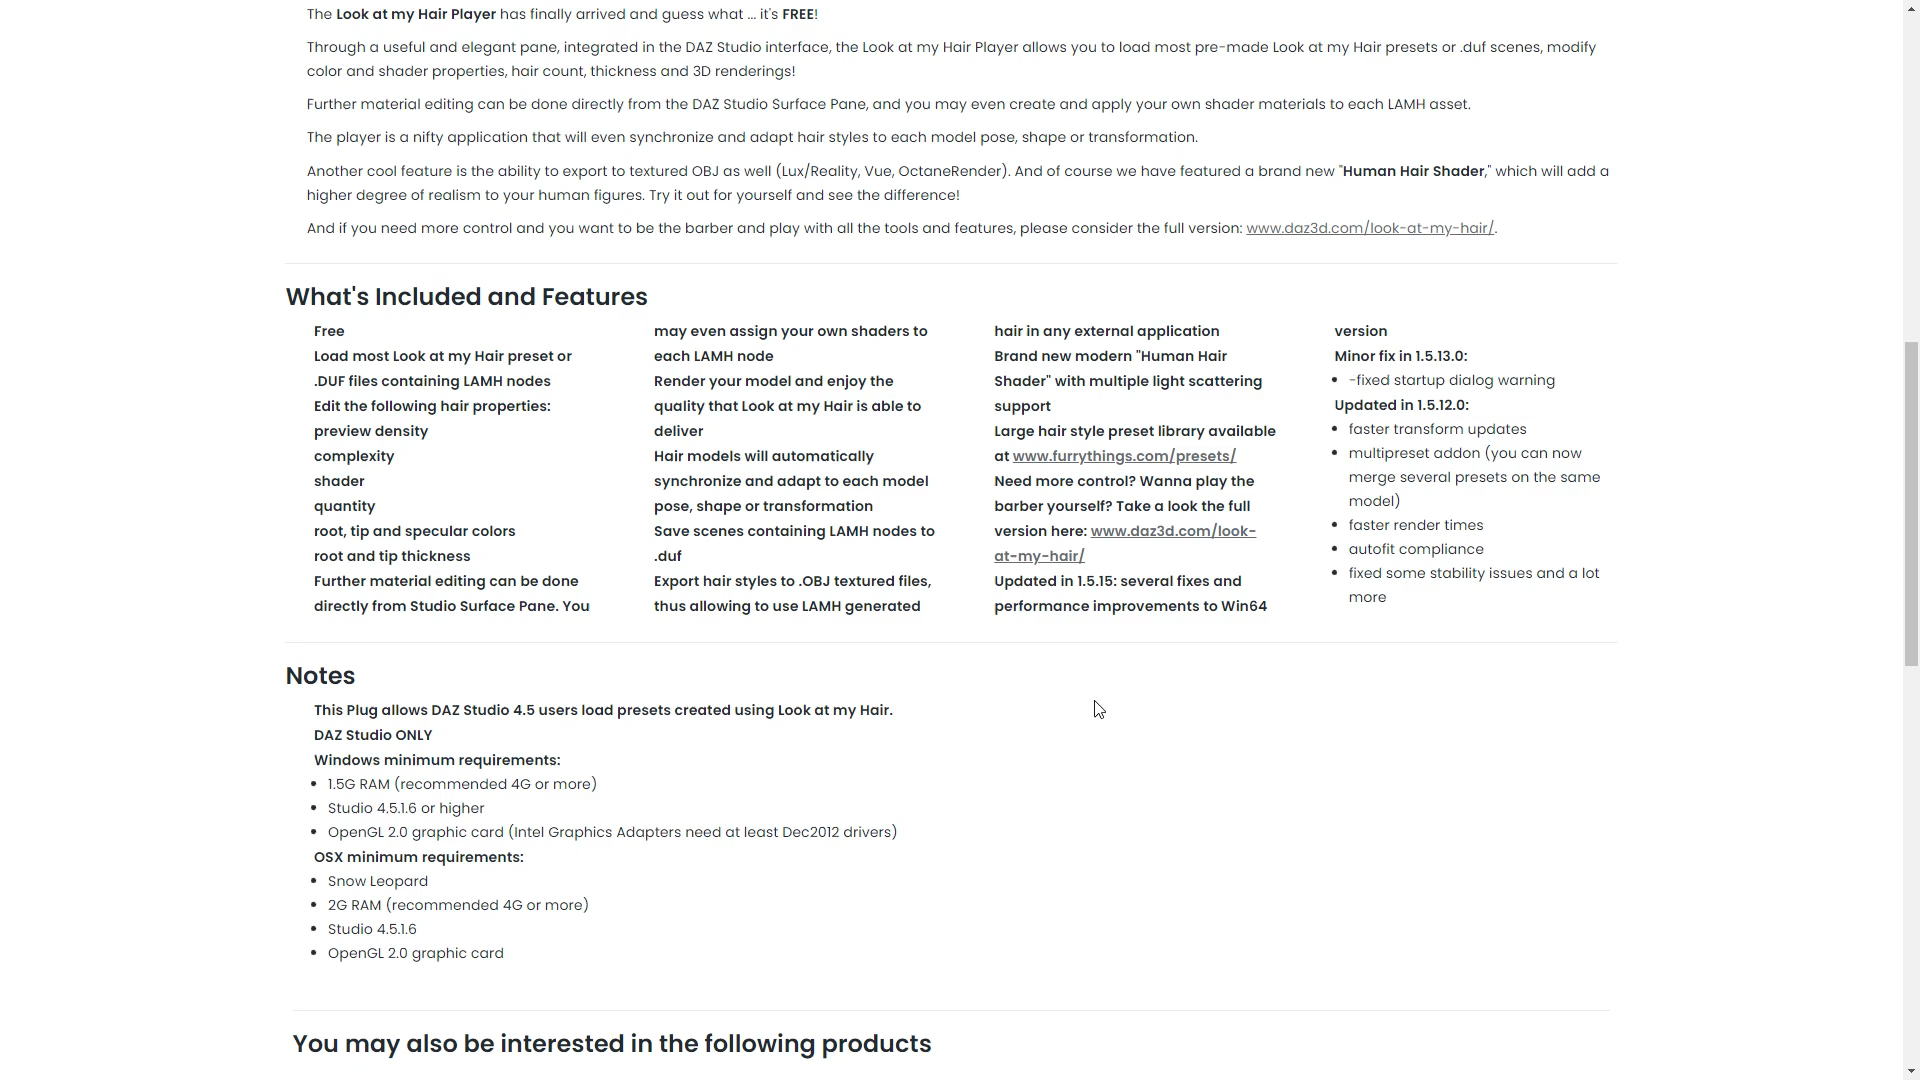 The Look at my Hair Player has finally arrived and guess what ... it's FREE!
Through a useful and elegant pane, integrated in the DAZ Studio interface, the Look at my Hair Player allows you to load most pre-made Look at my Hair presets or .duf scenes, modify
color and shader properties, hair count, thickness and 3D renderings!
Further material editing can be done directly from the DAZ Studio Surface Pane, and you may even create and apply your own shader materials to each LAMH asset.
The player is a nifty application that will even synchronize and adapt hair styles to each model pose, shape or transformation.
Another cool feature is the ability to export to textured OBJ as well (Lux/Reality, Vue, OctaneRender). And of course we have featured a brand new "Human Hair Shader," which will add a
higher degree of realism to your human figures. Try it out for yourself and see the difference!
And if you need more control and you want to be the barber and play with all the tools and features, please consider the full version: www.daz3d.com/look-at-my-hair/.
What's Included and Features
Free
Load most Look at my Hair preset or
.DUF files containing LAMH nodes
Edit the following hair properties:
preview density
complexity
shader
quantity
root, tip and specular colors
root and tip thickness
Further material editing can be done
directly from Studio Surface Pane. You
may even assign your own shaders to
each LAMH node
Render your model and enjoy the
quality that Look at my Hair is able to
deliver
Hair models will automatically
synchronize and adapt to each model
pose, shape or transformation
Save scenes containing LAMH nodes to
.duf
Export hair styles to .OBJ textured files,
thus allowing to use LAMH generated
hair in any external application
Brand new modern "Human Hair
Shader" with multiple light scattering
support
Large hair style preset library available
at www.furrythings.com/presets/
Need more control? Wanna play the
barber yourself? Take a look the full
version here: www.daz3d.com/look-
at-my-hair/
Updated in 1.5.15: several fixes and
performance improvements to Win64
version
Minor fix in 1.5.13.0:
• -fixed startup dialog warning
Updated in 1.5.12.0:
• faster transform updates
• multipreset addon (you can now
merge several presets on the same
model)
• faster render times
• autofit compliance
• fixed some stability issues and a lot
more
Notes
This Plug allows DAZ Studio 4.5 users load presets created using Look at my Hair.
DAZ Studio ONLY
Windows minimum requirements:
• 1.5G RAM (recommended 4G or more)
• Studio 4.5.1.6 or higher
• OpenGL 2.0 graphic card (Intel Graphics Adapters need at least Dec2012 drivers)
OSX minimum requirements:
• Snow Leopard
• 2G RAM (recommended 4G or more)
• Studio 4.5.1.6
• OpenGL 2.0 graphic card
You may also be interested in the following products